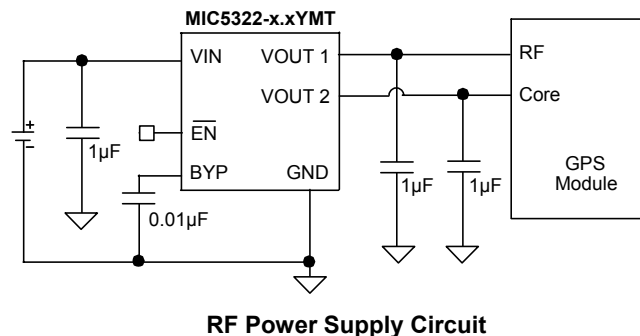 MIC5322-x.xYMT
VIN
VOUT 1
RF
VOUT 2
Core
+
-
EN
1µF
BYP
GND
1µF
1µF
GPS
Module
0.01µF
RF Power Supply Circuit